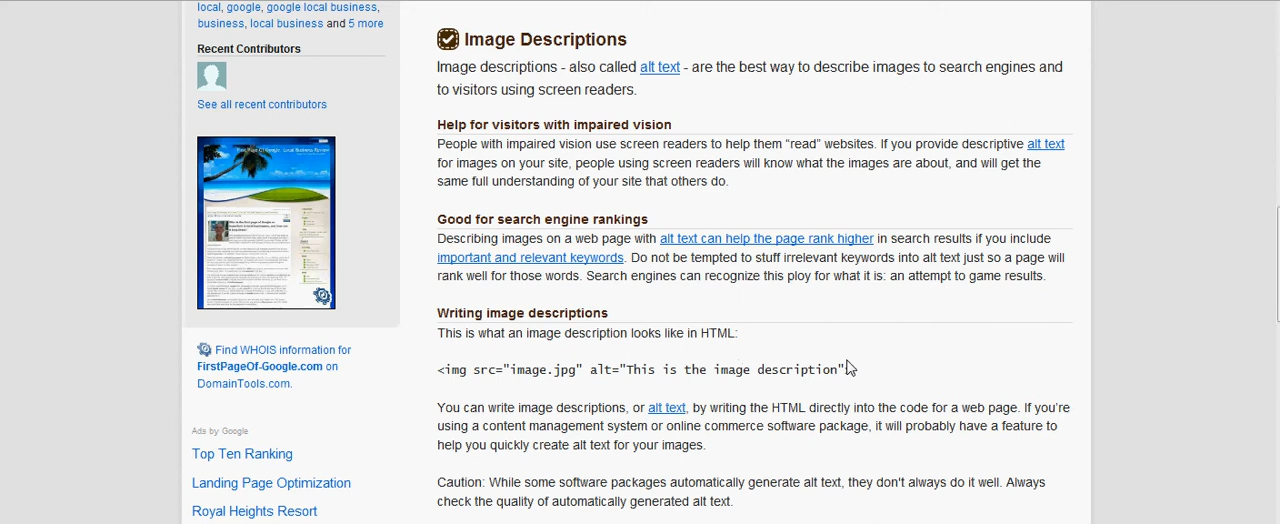 local, google, google local business,
business, local business and 5 more
Recent Contributors
See all recent contributors
Find WHOIS information for
FirstPageOf-Google.com on
DomainTools.com.
Ads by Google
Top Ten Ranking
Landing Page Optimization
Royal Heights Resort
Image Descriptions
Image descriptions - also called alt text - are the best way to describe images to search engines and
to visitors using screen readers.
Help for visitors with impaired vision
People with impaired vision use screen readers to help them “read” websites. If you provide descriptive alt text
for images on your site, people using screen readers will know what the images are about, and will get the
same full understanding of your site that others do.
Good for search engine rankings
Describing images on a web page with alt text can help the page rank higher in search results if you include
important and relevant keywords. Do not be tempted to stuff irrelevant keywords into alt text just so a page will
rank well for those words. Search engines can recognize this ploy for what it is: an attempt to game results.
Writing image descriptions
This is what an image description looks like in HTML:
<img src="image.jpg" alt="This is the image description"
You can write image descriptions, or alt text, by writing the HTML directly into the code for a web page. If you're
using a content management system or online commerce software package, it will probably have a feature to
help you quickly create alt text for your images.
Caution: While some software packages automatically generate alt text, they don't always do it well. Always
check the quality of automatically generated alt text.